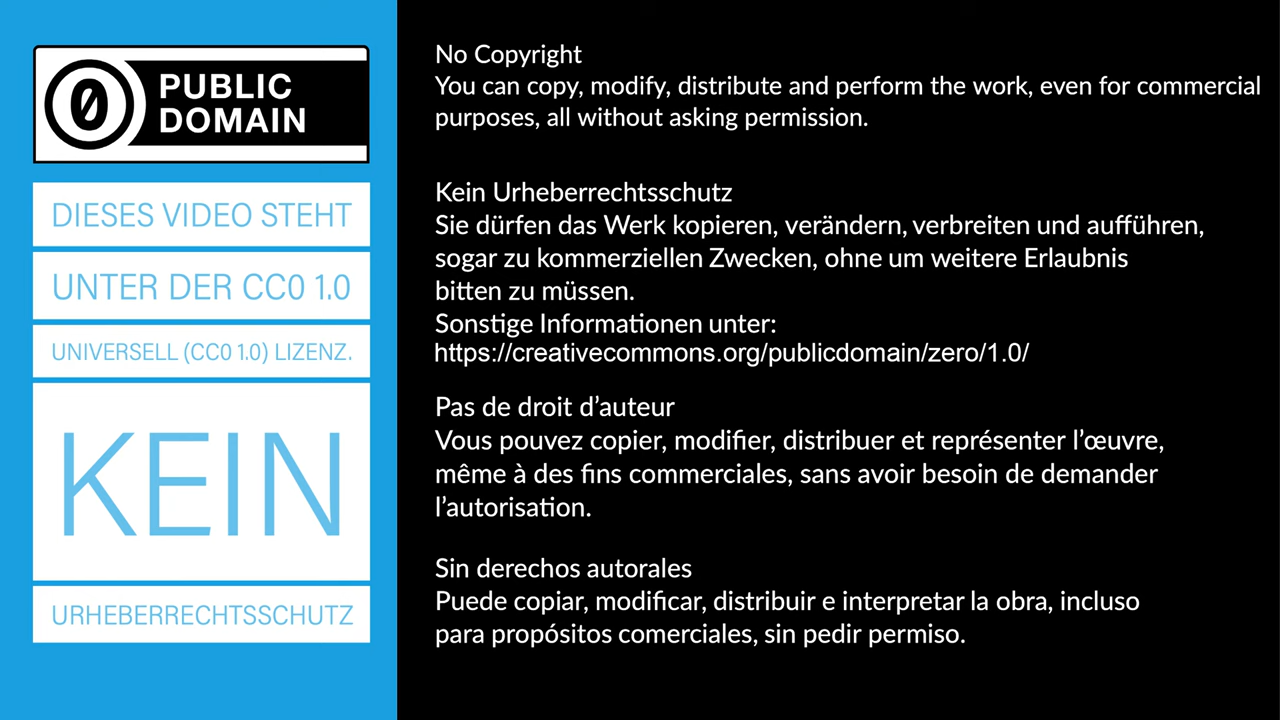 PUBLIC
DOMAIN
DIESES VIDEO STEHT
UNTER DER CC0 1.0
UNIVERSELL (CC0 1.0) LIZENZ.
KEIN
URHEBERRECHTSSCHUTZ
No Copyright
You can copy, modify, distribute and perform the work, even for commercial
purposes, all without asking permission.
Kein Urheberrechtsschutz
Sie dürfen das Werk kopieren, verändern, verbreiten und aufführen,
sogar zu kommerziellen Zwecken, ohne um weitere Erlaubnis
bitten zu müssen.
Sonstige Informationen unter:
https://creativecommons.org/publicdomain/zero/1.0/
Pas de droit d’auteur
Vous pouvez copier, modifier, distribuer et représenter l’œuvre,
même à des fins commerciales, sans avoir besoin de demander
l’autorisation.
Sin derechos autorales
Puede copiar, modificar, distribuir e interpretar la obra, incluso
para propósitos comerciales, sin pedir permiso.